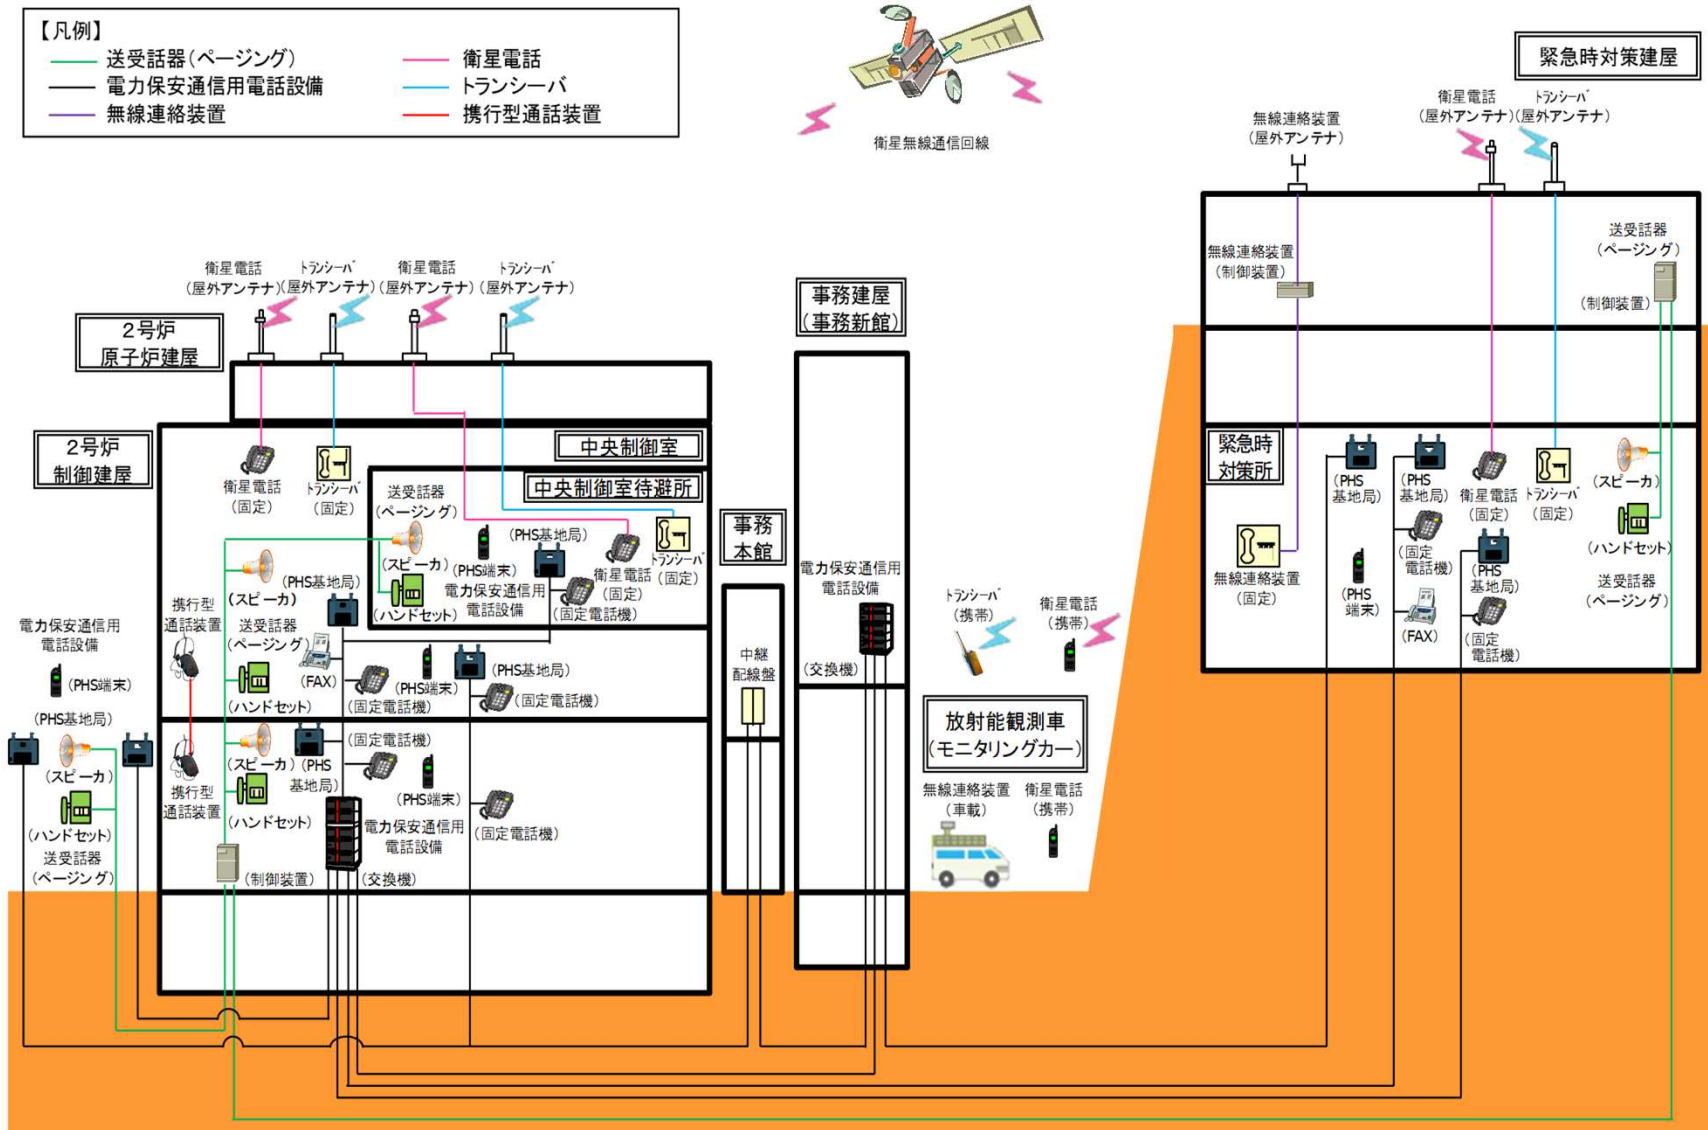 【凡例】
送受話器(ページング)
電力保安通信用電話設備
無線連絡装置
衛星電話
トランシーバ
携行型通話装置
衛星無線通信回線
緊急時対策建屋
無線連絡装置
(屋外アンテナ)
衛星電話
(屋外アンテナ)
トランシーバ
(屋外アンテナ)
無線連絡装置
(制御装置)
送受話器
(ページング)
(制御装置)
緊急時
対策所
(PHS
基地局)
(PHS
基地局)
衛星電話
(固定)
トランシーバ
(固定)
(スピーカ)
(ハンドセット)
送受話器
(ページング)
無線連絡装置
(固定)
(PHS
端末)
(固定
電話機)
(PHS
基地局)
(FAX)
(固定
電話機)
衛星電話
(屋外アンテナ)
トランシーバ
(屋外アンテナ)
衛星電話
(屋外アンテナ)
トランシーバ
(屋外アンテナ)
2号炉
原子炉建屋
2号炉
制御建屋
中央制御室
衛星電話
(固定)
トランシーバ
(固定)
中央制御室待避所
送受話器
(ページング)
(スピーカ)
(ハンドセット)
(PHS端末)
電力保安通信用
電話設備
(PHS基地局)
(固定電話機)
衛星電話
(固定)
トランシーバ
(固定)
(スピーカ)
(PHS基地局)
携行型
通話装置
送受話器
(ページング)
(ハンドセット)
(FAX)
(固定電話機)
(PHS端末)
(PHS基地局)
(固定電話機)
電力保安通信用
電話設備
(PHS端末)
(PHS基地局)
(スピーカ)
(ハンドセット)
送受話器
(ページング)
携行型
通話装置
(スピーカ)
(ハンドセット)
(PHS
基地局)
(固定電話機)
(PHS端末)
(固定電話機)
電力保安通信用
電話設備
(制御装置)
(交換機)
事務
本館
中継
配線盤
事務建屋
(事務新館)
電力保安通信用
電話設備
(交換機)
トランシーバ
(携帯)
衛星電話
(携帯)
放射能観測車
(モニタリングカー)
無線連絡装置
(車載)
衛星電話
(携帯)